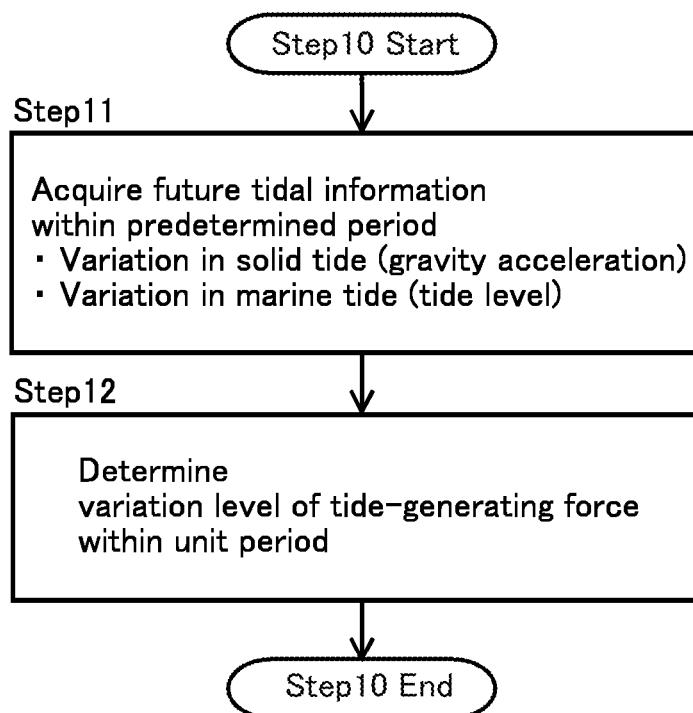 Step10 Start
Step11
Acquire future tidal information
within predetermined period
・Variation in solid tide (gravity acceleration)
・Variation in marine tide (tide level)
Step12
Determine
variation level of tide-generating force
within unit period
Step10 End